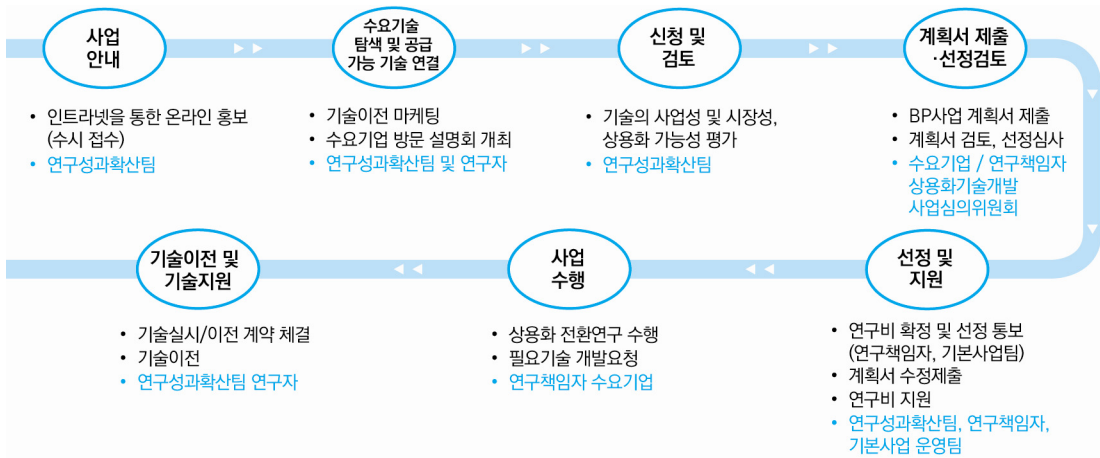 사업
안내
• 인트라넷을 통한 온라인 홍보
(수시 접수)
• 연구성과확산팀
수요기술
탐색 및 공급
가능 기술 연결
• 기술이전 마케팅
• 수요기업 방문 설명회 개최
• 연구성과확산팀 및 연구자
신청 및
검토
• 기술의 사업성 및 시장성,
상용화 가능성 평가
• 연구성과확산팀
계획서 제출
·선정검토
• BP사업 계획서 제출
• 계획서 검토, 선정심사
• 수요기업 / 연구책임자
상용화기술개발
사업심의위원회
선정 및
지원
• 연구비 확정 및 선정 통보
(연구책임자, 기본사업팀)
• 계획서 수정제출
• 연구비 지원
• 연구성과확산팀, 연구책임자,
기본사업 운영팀
사업
수행
• 상용화 전환연구 수행
• 필요기술 개발요청
• 연구책임자 수요기업
기술이전 및
기술지원
• 기술실시/이전 계약 체결
• 기술이전
• 연구성과확산팀 연구자